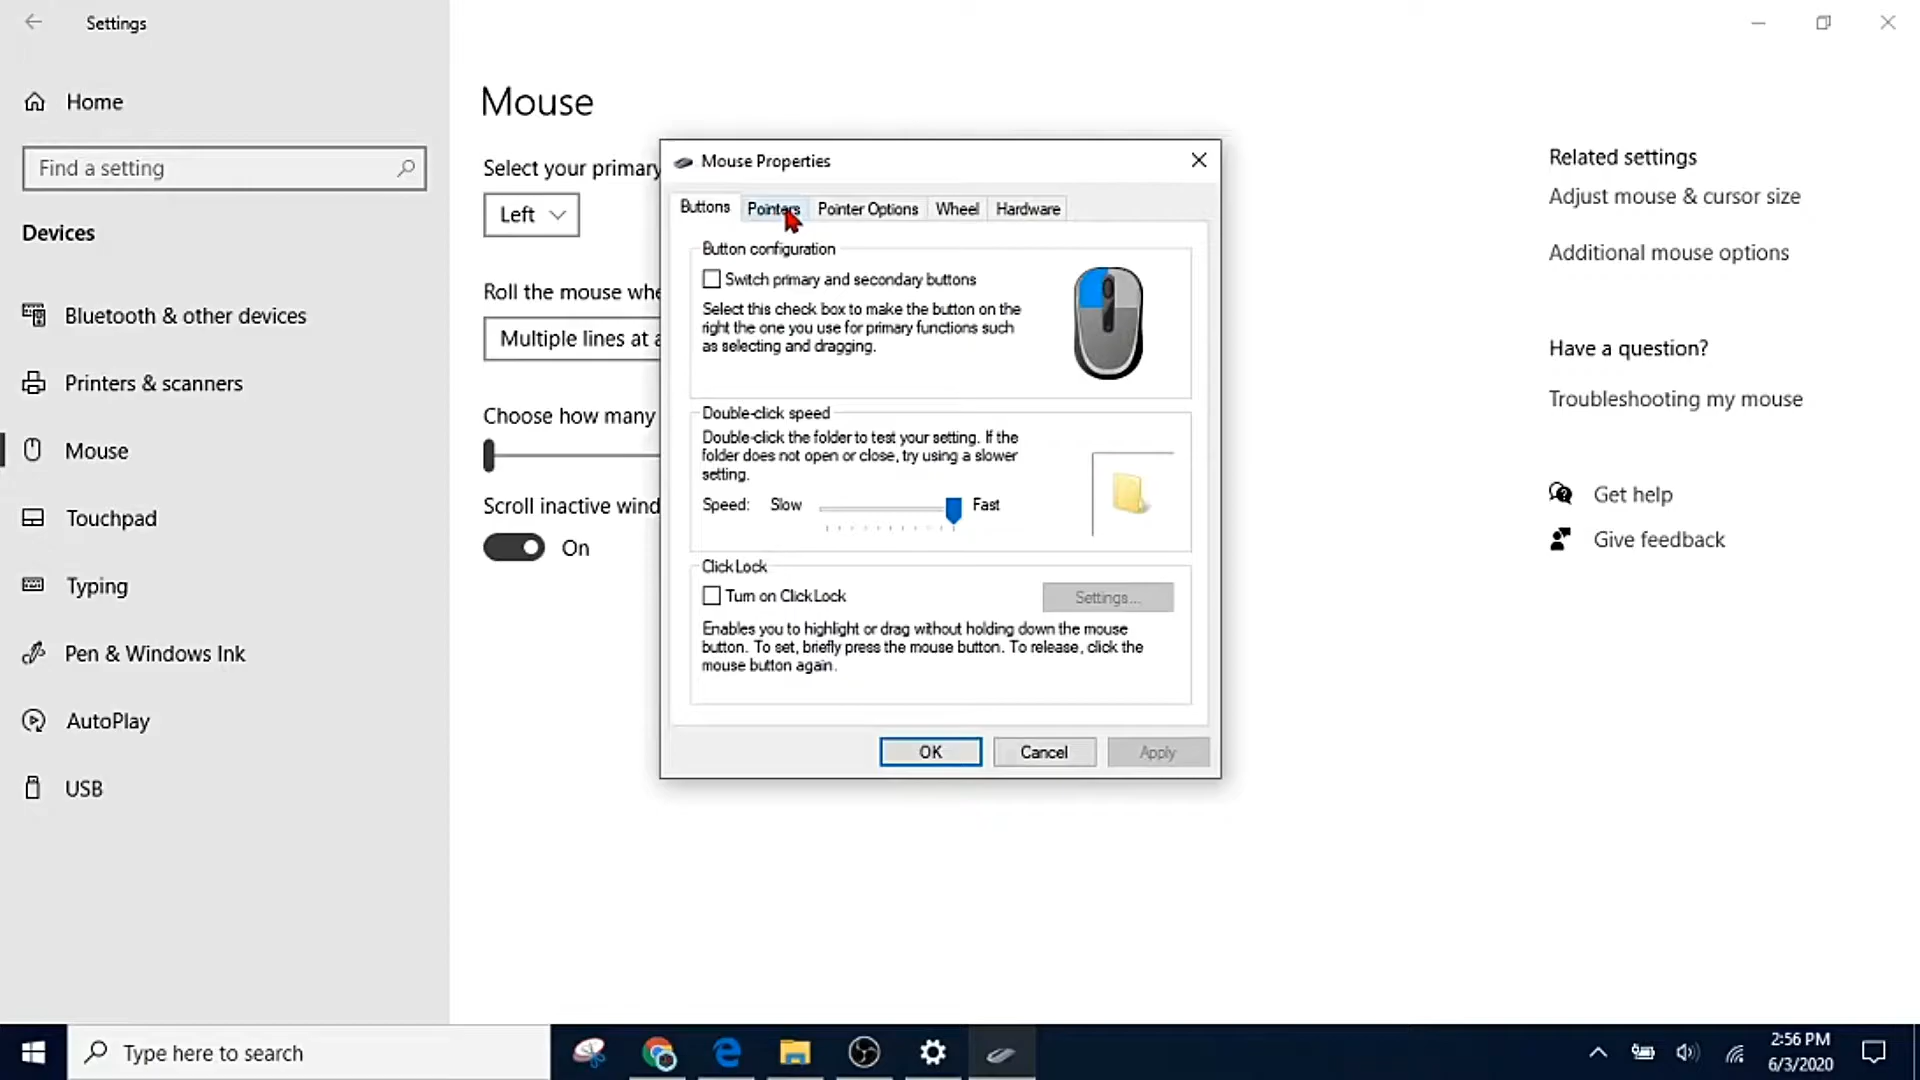 Settings
Home
Find a setting
Devices
Bluetooth & other devices
Printers & scanners
Mouse
Touchpad
Typing
Pen & Windows Ink
AutoPlay
USB
Mouse
Select your primary
Left
Roll the mouse whe
Multiple lines at a
Choose how many
Scroll inactive wind
On
Mouse Properties
Buttons Pointers Pointer Options Wheel Hardware
Button configuration
Switch primary and secondary buttons
Select this check box to make the button on the
right the one you use for primary functions such
as selecting and dragging.
Double-click speed
Double-click the folder to test your setting. If the
folder does not open or close, try using a slower
setting.
Speed: Slow Fast
ClickLock
Turn on ClickLock
Settings...
Enables you to highlight or drag without holding down the mouse
button. To set, briefly press the mouse button. To release, click the
mouse button again.
OK Cancel Apply
Related settings
Adjust mouse & cursor size
Additional mouse options
Have a question?
Troubleshooting my mouse
Get help
Give feedback
Type here to search
2:56 PM
6/3/2020